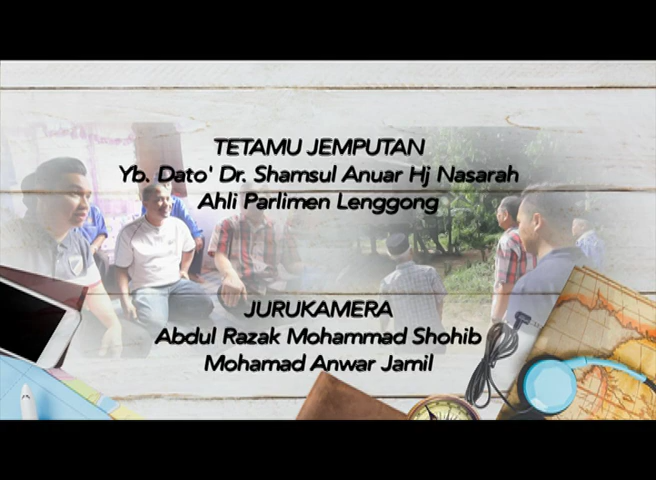 TETAMU JEMPUTAN
Yb. Dato' Dr. Shamsul Anuar Hj Nasarah
Ahli Parlimen Lenggong
JURUKAMERA
Abdul Razak Mohammad Shohib
Mohamad Anwar Jamil